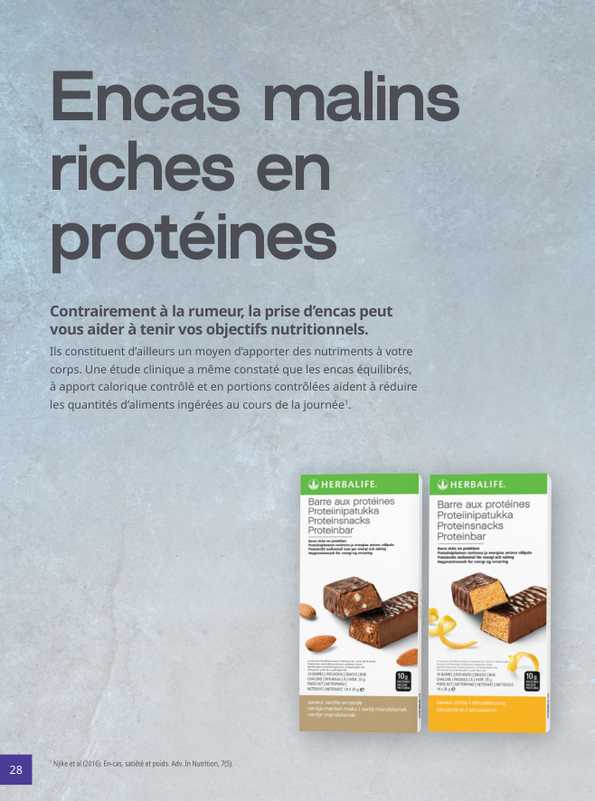 Encas malins
riches en
protéines
Contrairement à la rumeur, la prise d’encas peut
vous aider à tenir vos objectifs nutritionnels.
Ils constituent d’ailleurs un moyen d’apporter des nutriments à votre
corps. Une étude clinique a même constaté que les encas équilibrés,
à apport calorique contrôlé et en portions contrôlées aident à réduire
les quantités d’aliments ingérées au cours de la journée¹.
HERBALIFE.
Barre aux protéines
Proteiinipatukka
Proteinsnacks
Proteinbar
10g
HERBALIFE.
Barre aux protéines
Proteiinipatukka
Proteinsnacks
Proteinbar
10g
28
¹ Njike et al (2016). En-cas, satiété et poids. Adv. In Nutrition, 7(5).